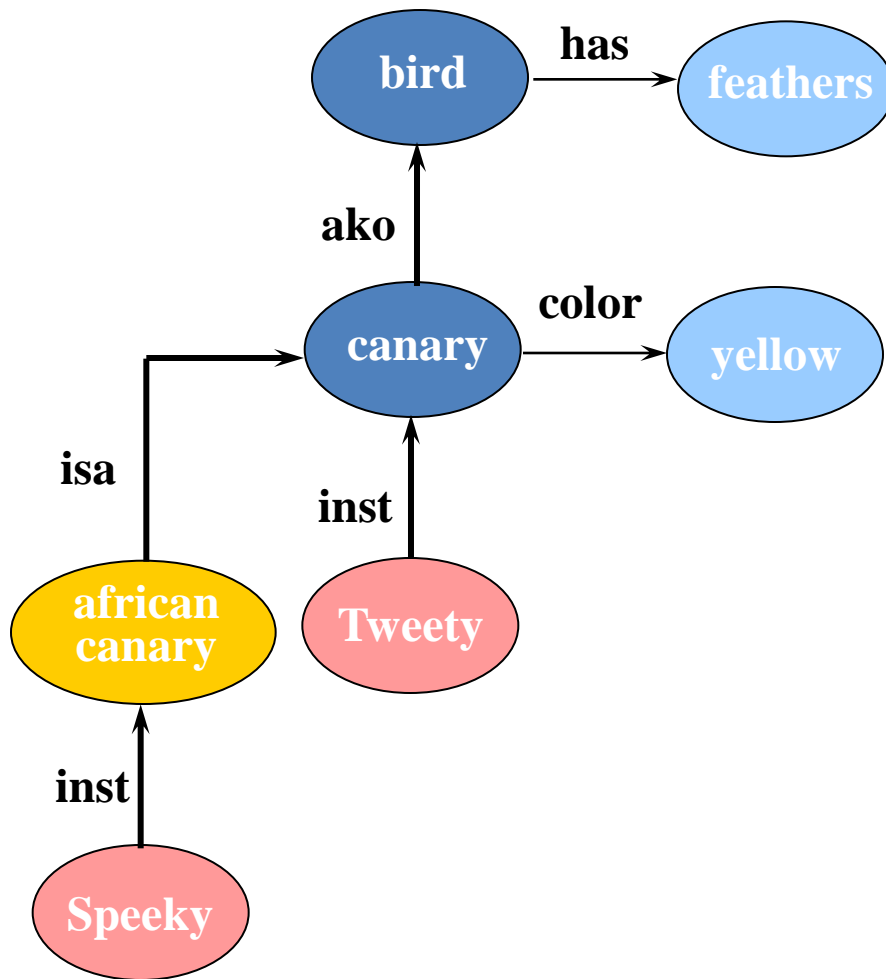 bird
has
feathers
ako
canary
color
yellow
isa
inst
african
canary
Tweety
inst
Speeky